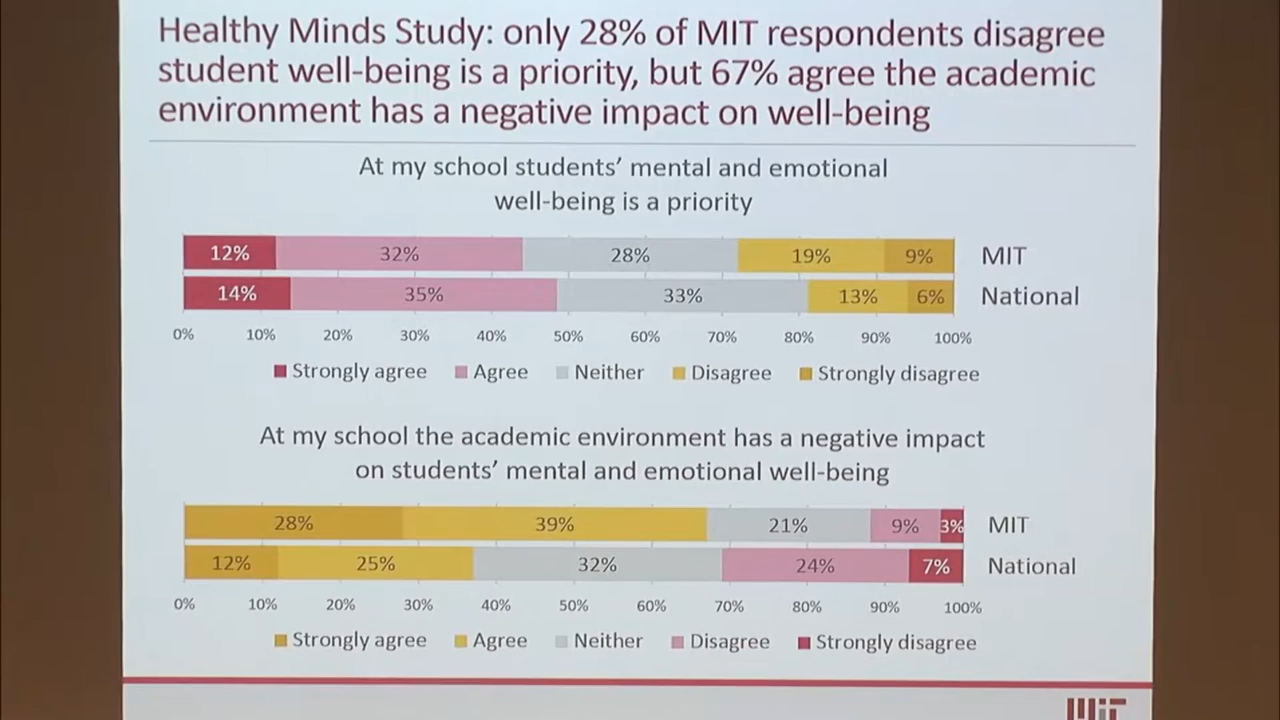 Healthy Minds Study: only 28% of MIT respondents disagree
student well-being is a priority, but 67% agree the academic
environment has a negative impact on well-being
At my school students’ mental and emotional
well-being is a priority
12% 32% 28% 19% 9% MIT
14% 35% 33% 13% 6% National
0% 10% 20% 30% 40% 50% 60% 70% 80% 90% 100%
Strongly agree Agree Neither Disagree Strongly disagree
At my school the academic environment has a negative impact
on students’ mental and emotional well-being
28% 39% 21% 9% 3% MIT
12% 25% 32% 24% 7% National
0% 10% 20% 30% 40% 50% 60% 70% 80% 90% 100%
Strongly agree Agree Neither Disagree Strongly disagree
MIT